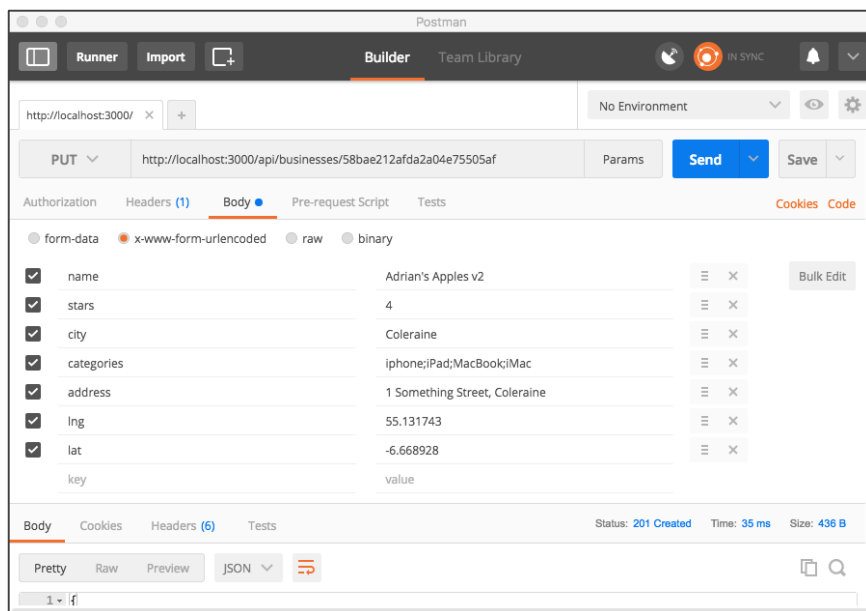 Postman
Runner Import Builder Team Library IN SYNC
http://localhost:3000/ No Environment
PUT http://localhost:3000/api/businesses/58bae212afda2a04e75505af Params Send Save
Authorization Headers (1) Body Pre-request Script Tests Cookies Code
form-data x-www-form-urlencoded raw binary
name Adrian's Apples v2 Bulk Edit
stars 4
city Coleraine
categories iphone;iPad;MacBook;iMac
address 1 Something Street, Coleraine
lng 55.131743
lat -6.668928
key value
Body Cookies Headers (6) Tests Status: 201 Created Time: 35 ms Size: 436 B
Pretty Raw Preview JSON
1 {